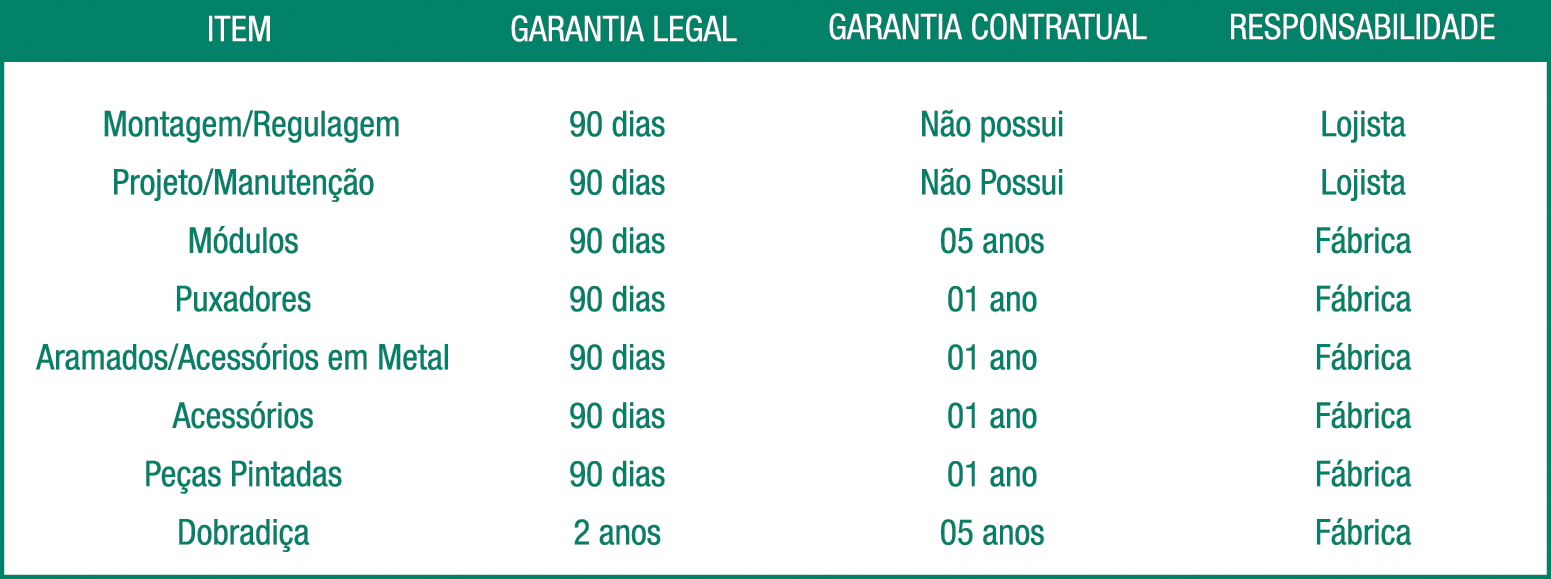 ITEM GARANTIA LEGAL GARANTIA CONTRATUAL RESPONSABILIDADE
Montagem/Regulagem 90 dias Não possui Lojista
Projeto/Manutenção 90 dias Não Possui Lojista
Módulos 90 dias 05 anos Fábrica
Puxadores 90 dias 01 ano Fábrica
Aramados/Acessórios em Metal 90 dias 01 ano Fábrica
Acessórios 90 dias 01 ano Fábrica
Peças Pintadas 90 dias 01 ano Fábrica
Dobradiça 2 anos 05 anos Fábrica